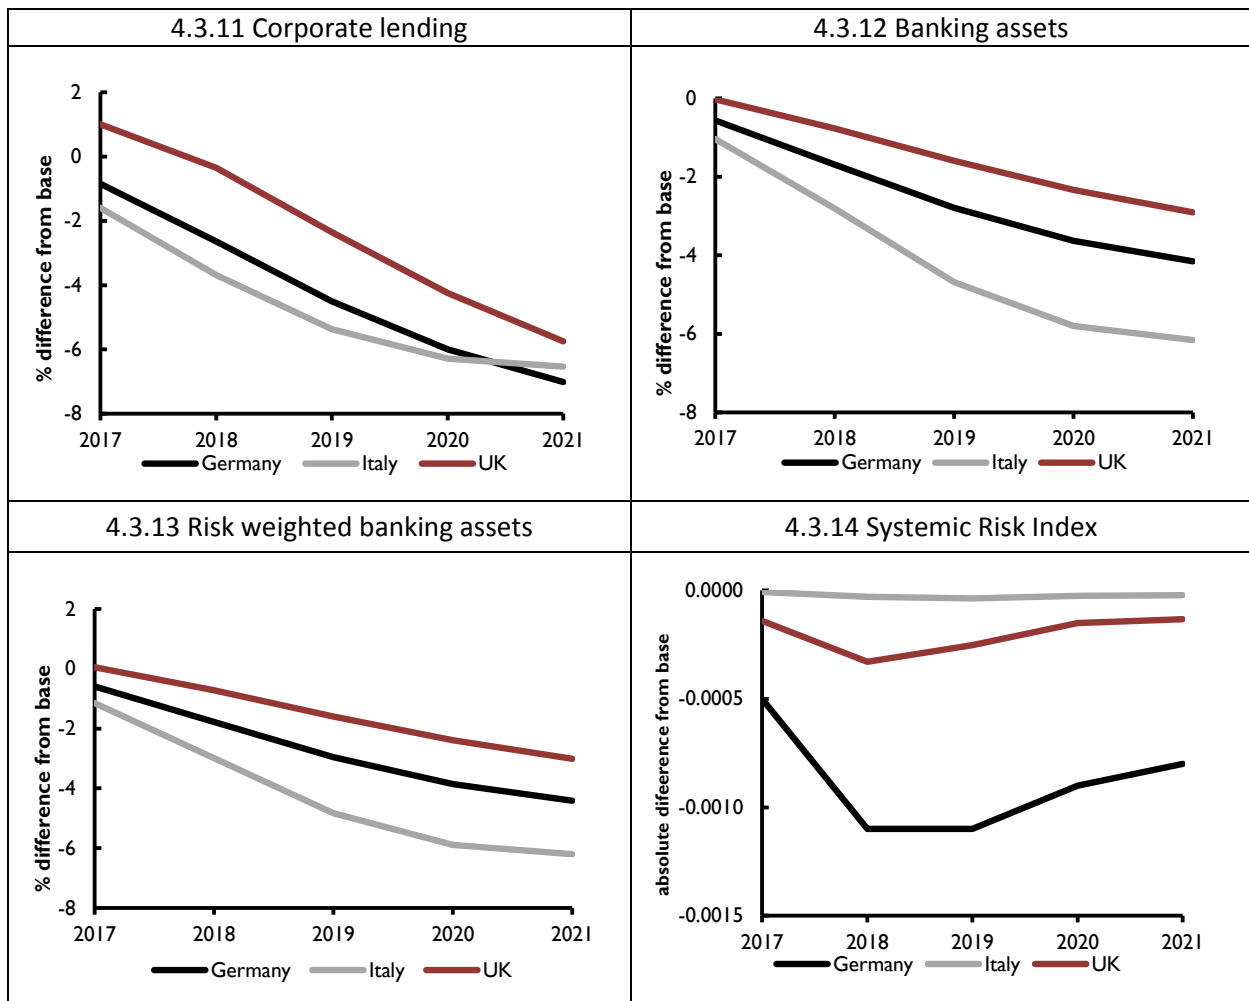 4.3.11 Corporate lending
4.3.12 Banking assets
% difference from base
2
0
-2
-4
-6
-8
2017 2018 2019 2020 2021
Germany Italy UK
% difference from base
0
-2
-4
-6
-8
2017 2018 2019 2020 2021
Germany Italy UK
4.3.13 Risk weighted banking assets
4.3.14 Systemic Risk Index
% difference from base
2
0
-2
-4
-6
-8
2017 2018 2019 2020 2021
Germany Italy UK
absolute difeerence from base
0.0000
-0.0005
-0.0010
-0.0015
2017 2018 2019 2020 2021
Germany Italy UK